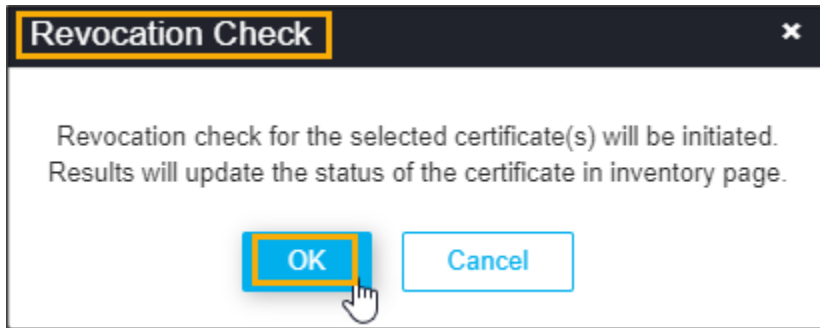 Revocation Check
Revocation check for the selected certificate(s) will be initiated.
Results will update the status of the certificate in inventory page.
OK
Cancel